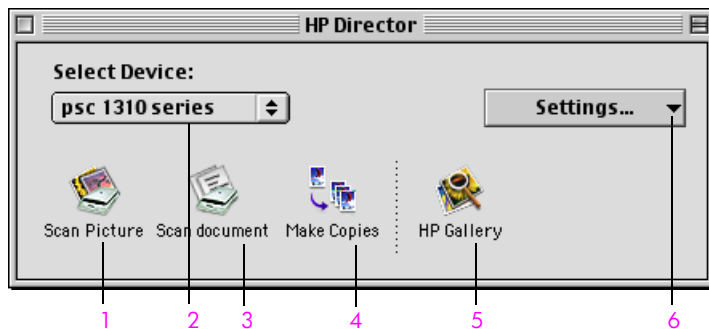 HP Director
Select Device:
psc 1310 series
Settings...
Scan Picture
Scan document
Make Copies
HP Gallery
1
2
3
4
5
6